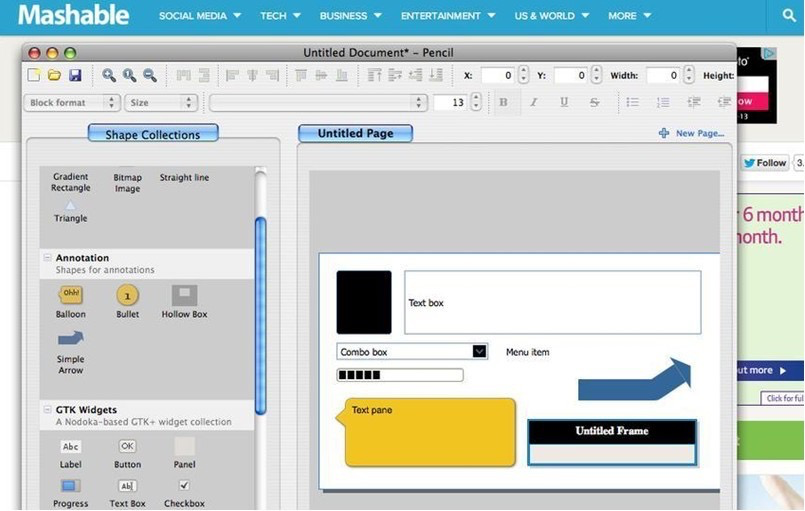 Mashable
SOCIAL MEDIA TECH BUSINESS ENTERTAINMENT US & WORLD MORE
Untitled Document* - Pencil
X: 0 Y: 0 Width: 0 Height:
Block format Size 13 B I U S
Shape Collections
Untitled Page
New Page...
Gradient Rectangle
Bitmap Image
Straight line
Triangle
Annotation
Shapes for annotations
Ohh!
1
Balloon Bullet Hollow Box
Simple Arrow
GTK Widgets
A Nodoka-based GTK+ widget collection
Abc OK
Label Button Panel
Ab|
Progress Text Box Checkbox
Text box
Combo box
Menu item
Text pane
Untitled Frame
Follow 3.
6 month
month.
ut more
Click for ful